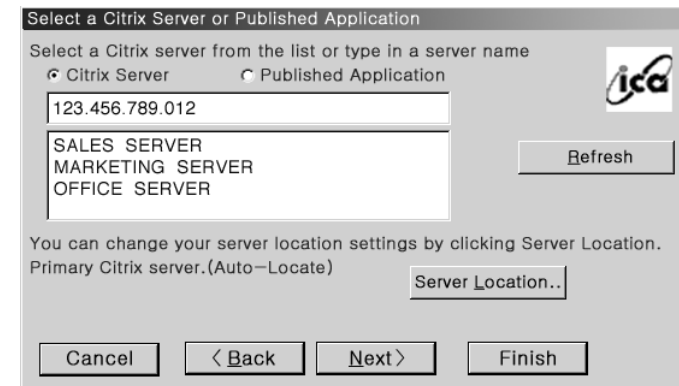 Select a Citrix Server or Published Application
Select a Citrix server from the list or type in a server name
Citrix Server Published Application
ica
123.456.789.012
SALES SERVER
MARKETING SERVER
OFFICE SERVER
Refresh
You can change your server location settings by clicking Server Location.
Primary Citrix server.(Auto-Locate)
Server Location..
Cancel < Back Next > Finish